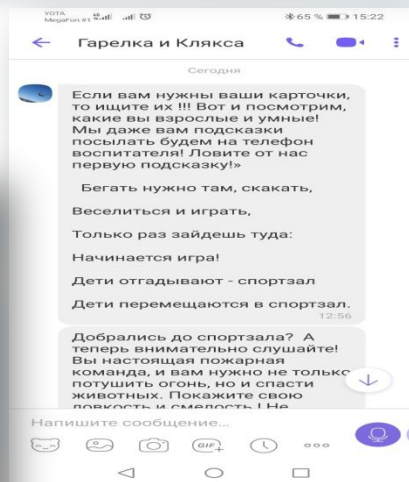 YOTA
MegaFon #1
65 % 15:22
Гарелка и Клякса
Сегодня
Если вам нужны ваши карточки,
то ищите их !!! Вот и посмотрим,
какие вы взрослые и умные!
Мы даже вам подсказки
посылать будем на телефон
воспитателя! Ловите от нас
первую подсказку!»
Бегать нужно там, скакать,
Веселиться и играть,
Только раз зайдешь туда:
Начинается игра!
Дети отгадывают - спортзал
Дети перемещаются в спортзал.
12:56
Добрались до спортзала? А
теперь внимательно слушайте!
Вы настоящая пожарная
команда, и вам нужно не только
потушить огонь, но и спасти
животных. Покажите свою
ловкость и смелость ! Не
Напишите сообщение...
GIF